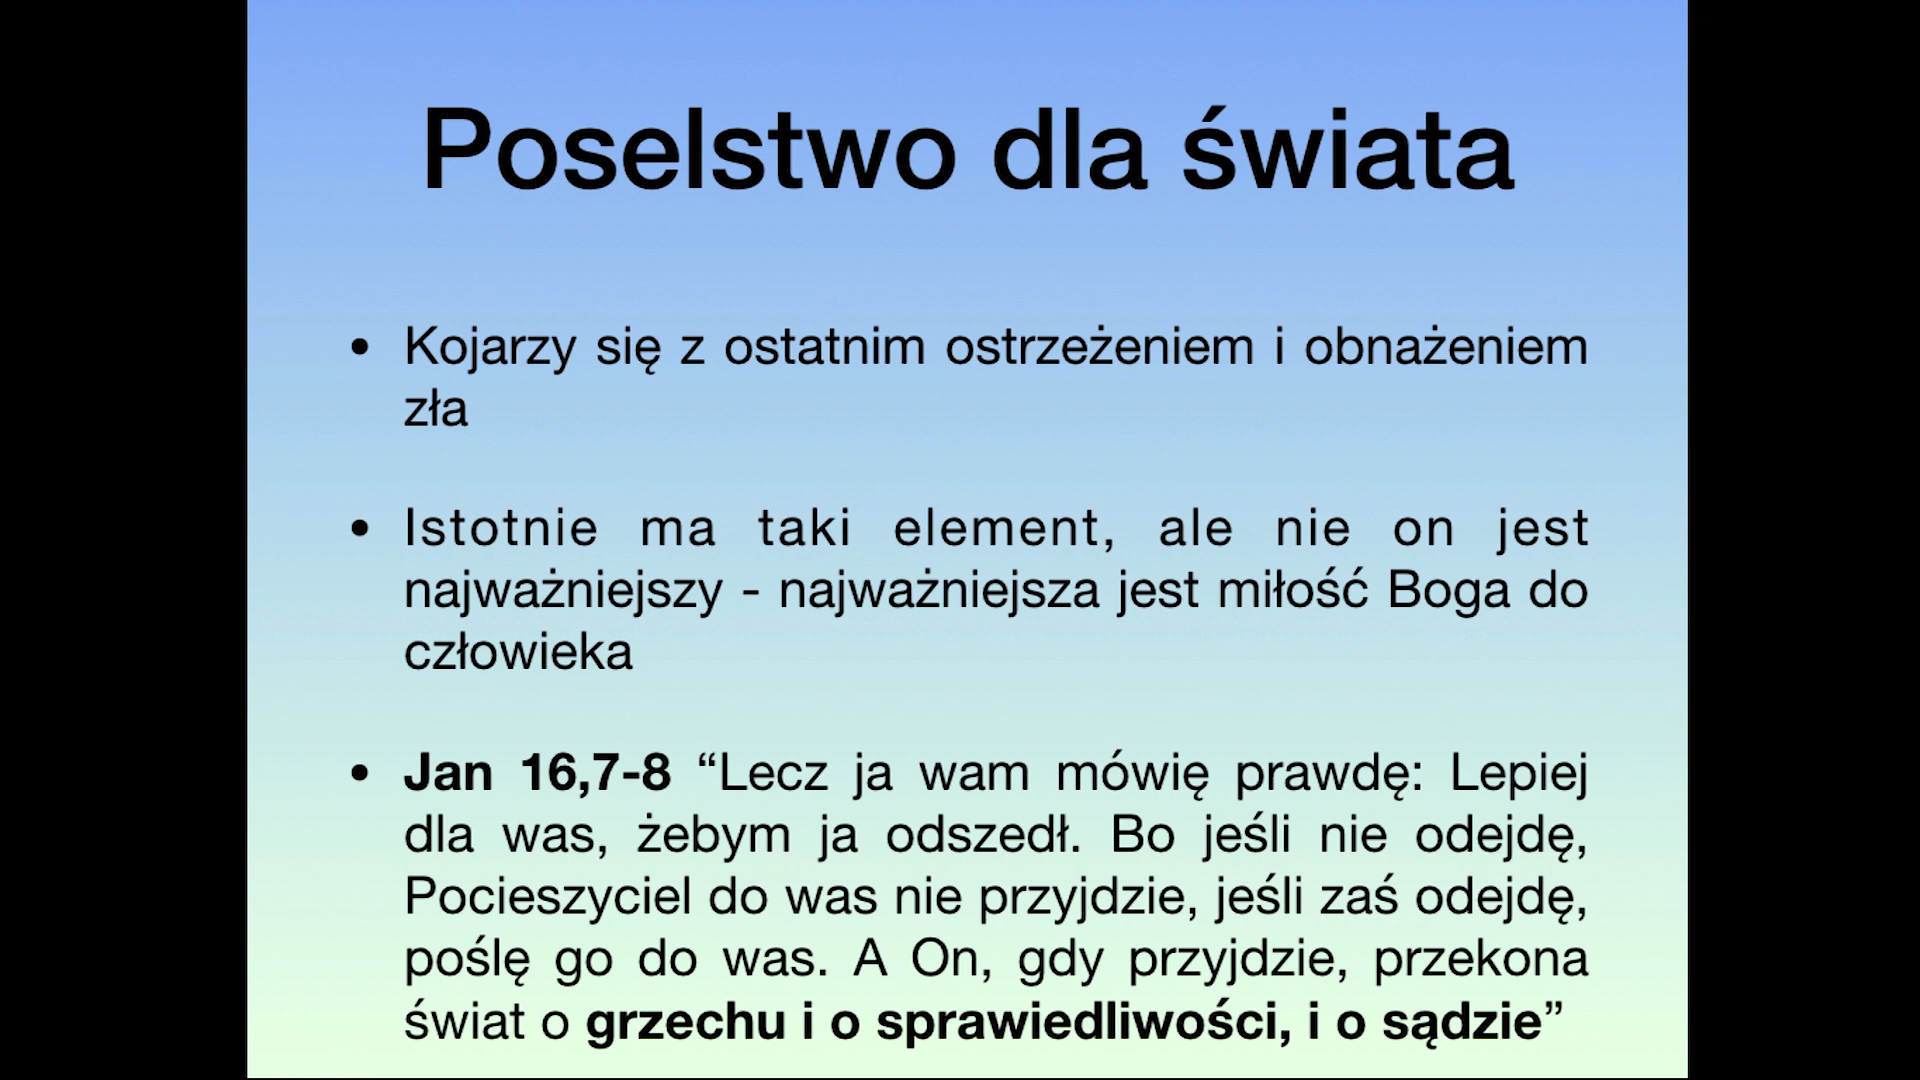 Poselstwo dla świata
• Kojarzy się z ostatnim ostrzeżeniem i obnażeniem
zła
• Istotnie ma taki element, ale nie on jest
najważniejszy - najważniejsza jest miłość Boga do
człowieka
• Jan 16,7-8 “Lecz ja wam mówię prawdę: Lepiej
dla was, żebym ja odszedł. Bo jeśli nie odejdę,
Pocieszyciel do was nie przyjdzie, jeśli zaś odejdę,
poślę go do was. A On, gdy przyjdzie, przekona
świat o grzechu i o sprawiedliwości, i o sądzie”